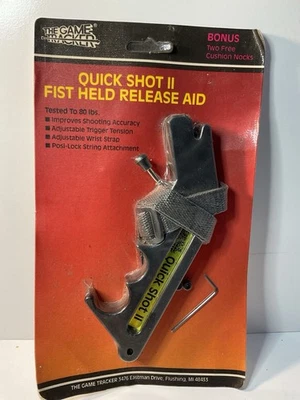 THE GAME
TRACKER
BONUS
Two Free
Cushion Nocks
QUICK SHOT II
FIST HELD RELEASE AID
Tested To 80 lbs.
■ Improves Shooting Accuracy
■ Adjustable Trigger Tension
■ Adjustable Wrist Strap
■ Posi-Lock String Attachment
Quick Shot II
THE GAME TRACKER 3476 Eastman Drive, Flushing, MI 48433